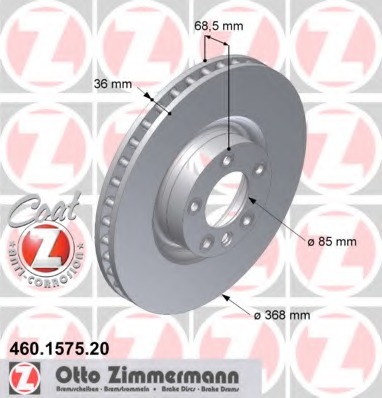 68,5 mm
36 mm
Coat
Z
ANTI-CORROSION
ø 85 mm
ø 368 mm
460.1575.20
Z
Otto Zimmermann
Bremsscheiben - Bremstrommeln • Brake Discs - Brake Drums